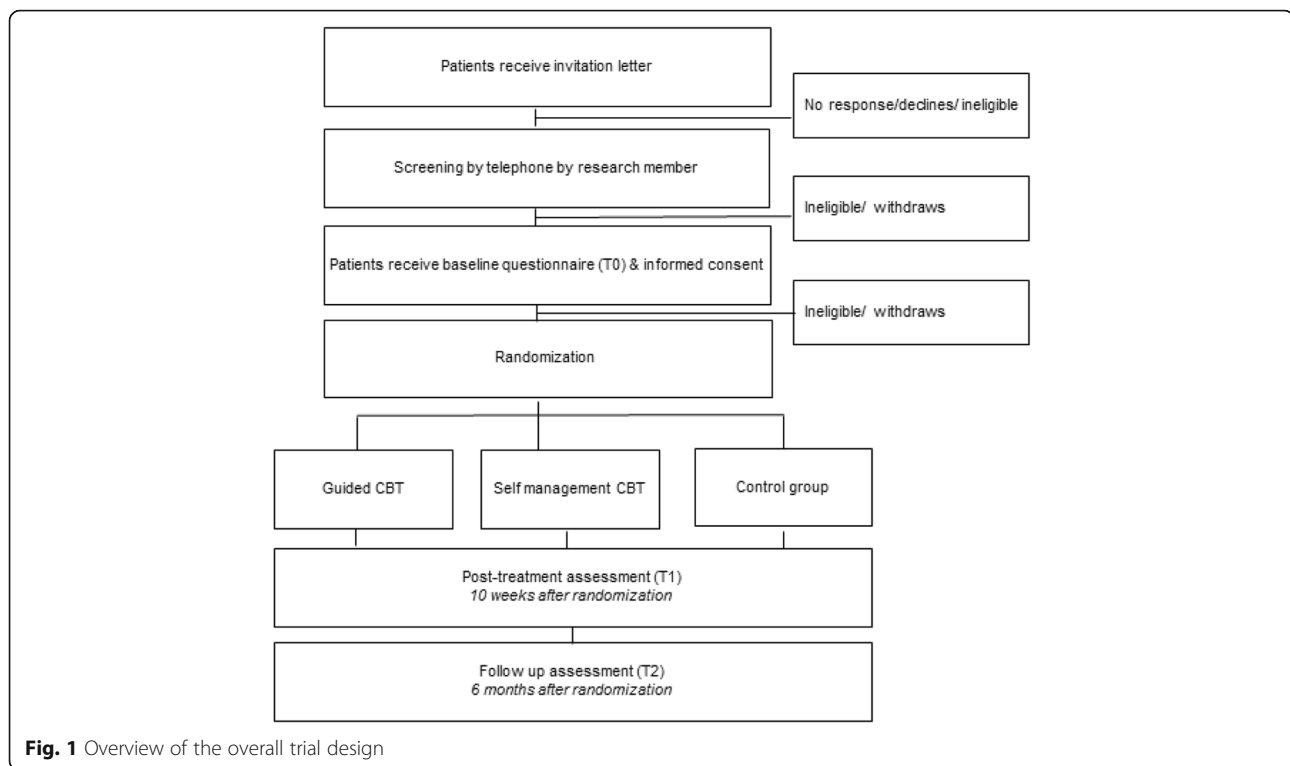 Patients receive invitation letter
No response/declines/ ineligible
Screening by telephone by research member
Ineligible/ withdraws
Patients receive baseline questionnaire (T0) & informed consent
Ineligible/ withdraws
Randomization
Guided CBT
Self management CBT
Control group
Post-treatment assessment (T1)
10 weeks after randomization
Follow up assessment (T2)
6 months after randomization
Fig. 1 Overview of the overall trial design